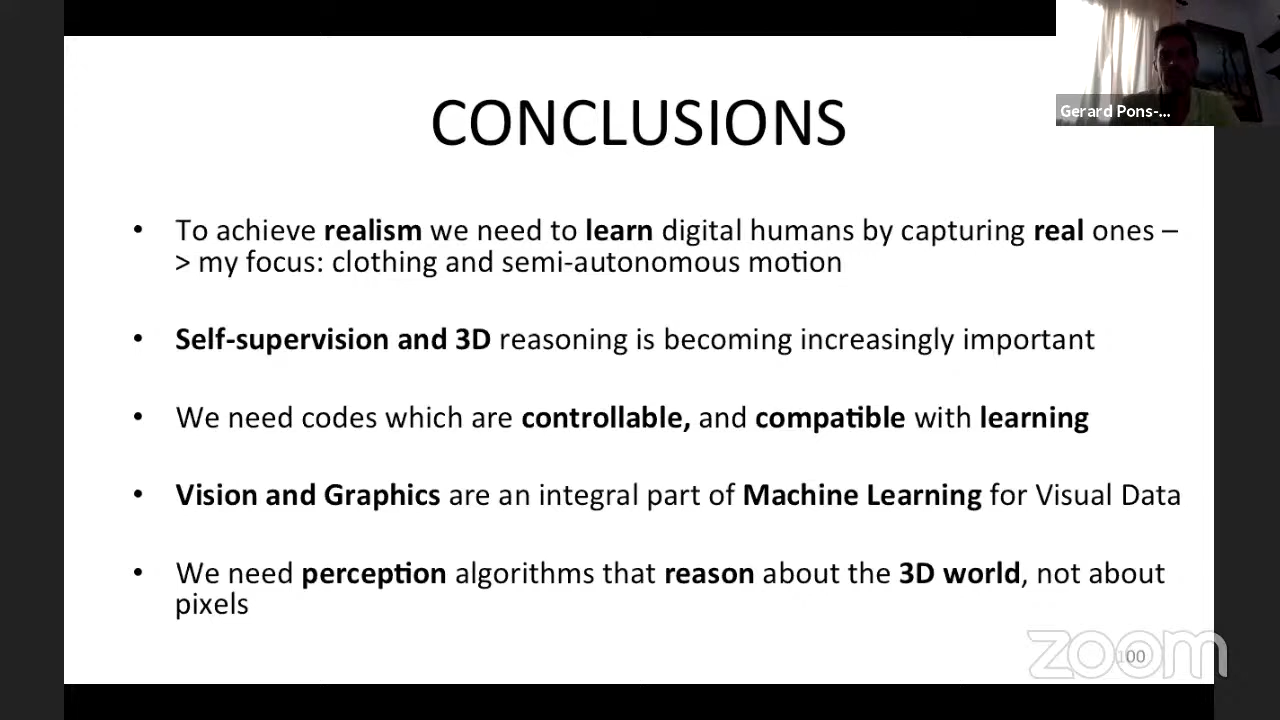 Gerard Pons-...
CONCLUSIONS
• To achieve realism we need to learn digital humans by capturing real ones –
> my focus: clothing and semi-autonomous motion
• Self-supervision and 3D reasoning is becoming increasingly important
• We need codes which are controllable, and compatible with learning
• Vision and Graphics are an integral part of Machine Learning for Visual Data
• We need perception algorithms that reason about the 3D world, not about
pixels
zoom
100